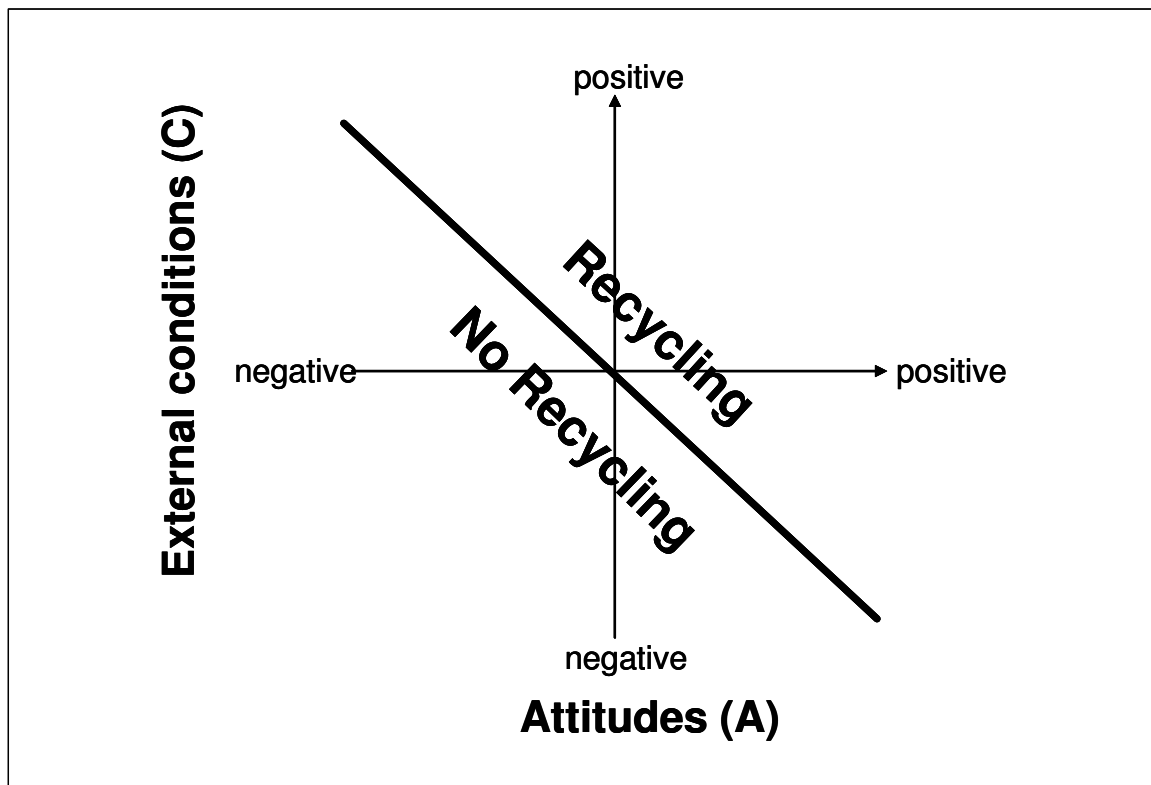 positive
External conditions (C)
Recycling
No Recycling
negative
positive
negative
Attitudes (A)